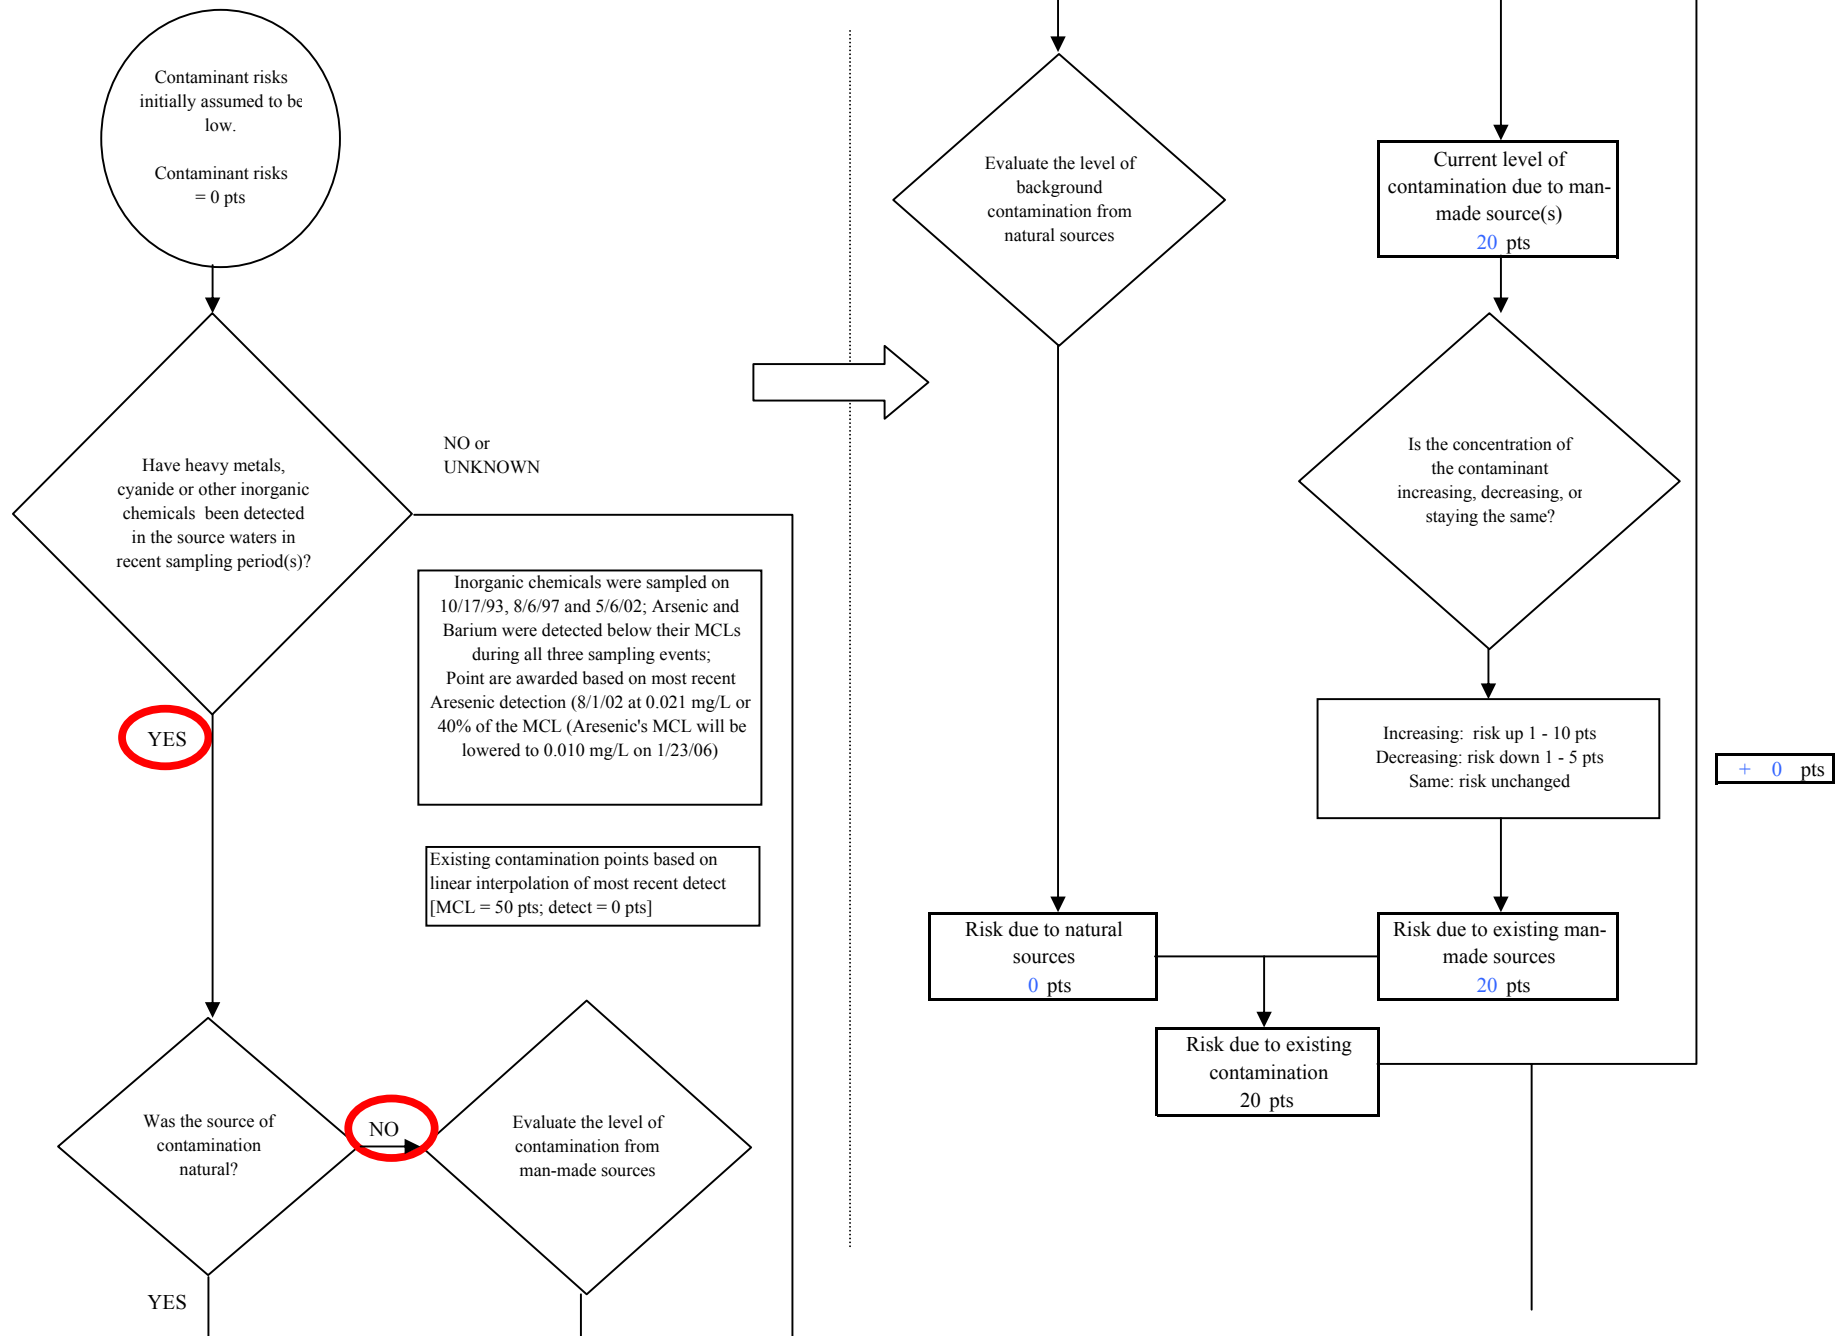 Contaminant risks
initially assumed to be
low.
Contaminant risks
= 0 pts
Have heavy metals,
cyanide or other inorganic
chemicals been detected
in the source waters in
recent sampling period(s)?
NO or
UNKNOWN
YES
Inorganic chemicals were sampled on
10/17/93, 8/6/97 and 5/6/02; Arsenic and
Barium were detected below their MCLs
during all three sampling events;
Point are awarded based on most recent
Aresenic detection (8/1/02 at 0.021 mg/L or
40% of the MCL (Aresenic's MCL will be
lowered to 0.010 mg/L on 1/23/06)
Existing contamination points based on
linear interpolation of most recent detect
[MCL = 50 pts; detect = 0 pts]
Was the source of
contamination
natural?
NO
Evaluate the level of
contamination from
man-made sources
YES
Evaluate the level of
background
contamination from
natural sources
Current level of
contamination due to man-
made source(s)
20 pts
Is the concentration of
the contaminant
increasing, decreasing, or
staying the same?
Increasing: risk up 1 - 10 pts
Decreasing: risk down 1 - 5 pts
Same: risk unchanged
+ 0 pts
Risk due to natural
sources
0 pts
Risk due to existing man-
made sources
20 pts
Risk due to existing
contamination
20 pts